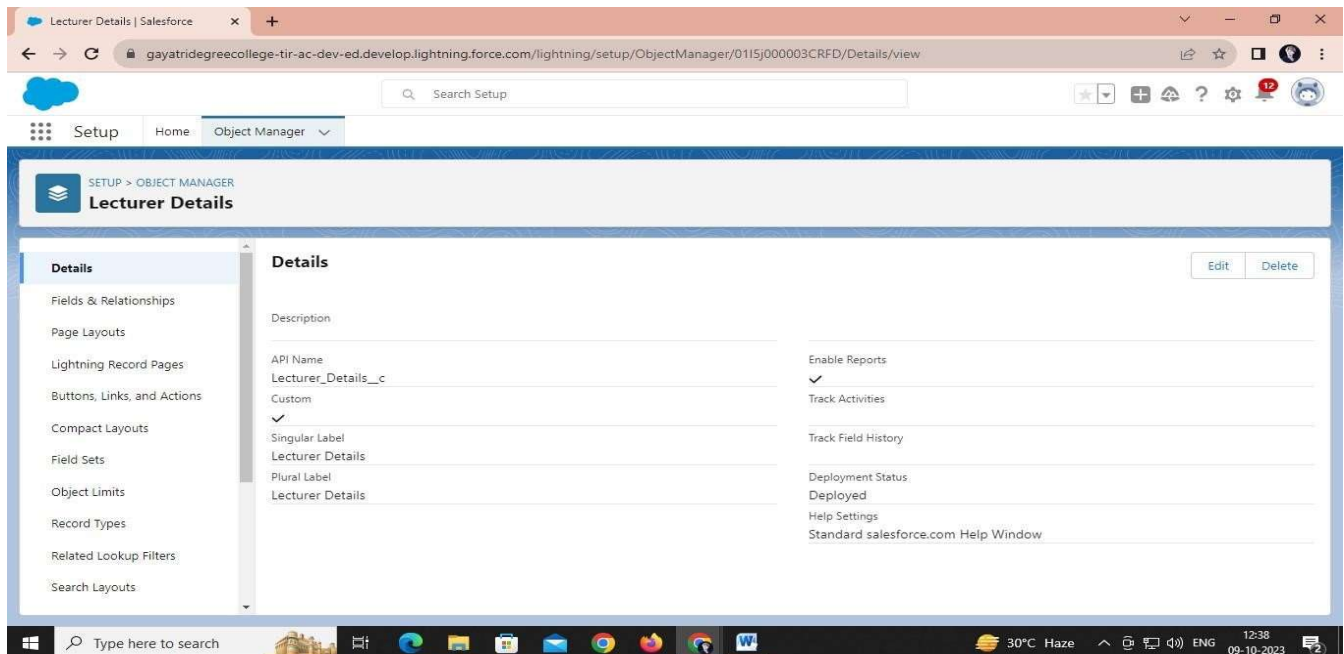 Lecturer Details | Salesforce
gayatridegreecollege-tir-ac-dev-ed.develop.lightning.force.com/lightning/setup/ObjectManager/01I5j000003CRFD/Details/view
Search Setup
12
Setup Home Object Manager
SETUP > OBJECT MANAGER
Lecturer Details
Details
Fields & Relationships
Page Layouts
Lightning Record Pages
Buttons, Links, and Actions
Compact Layouts
Field Sets
Object Limits
Record Types
Related Lookup Filters
Search Layouts
Details
Edit Delete
Description
API Name
Lecturer_Details__c
Custom
Singular Label
Lecturer Details
Plural Label
Lecturer Details
Enable Reports
Track Activities
Track Field History
Deployment Status
Deployed
Help Settings
Standard salesforce.com Help Window
Type here to search
30°C Haze
ENG
12:38
09-10-2023
2